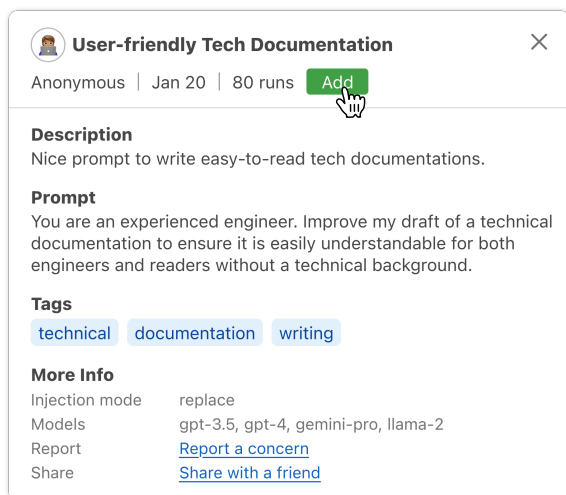 User-friendly Tech Documentation
Anonymous | Jan 20 | 80 runs Add
Description
Nice prompt to write easy-to-read tech documentations.
Prompt
You are an experienced engineer. Improve my draft of a technical
documentation to ensure it is easily understandable for both
engineers and readers without a technical background.
Tags
technical documentation writing
More Info
Injection mode replace
Models gpt-3.5, gpt-4, gemini-pro, llama-2
Report Report a concern
Share Share with a friend